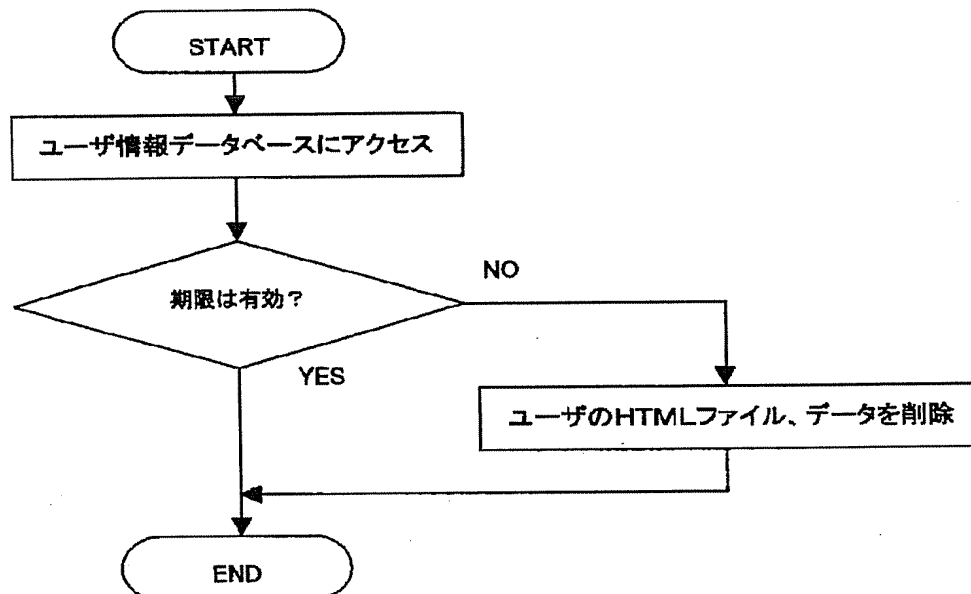 START
ユーザ情報データベースにアクセス
期限は有効？
NO
YES
ユーザのHTMLファイル、データを削除
END